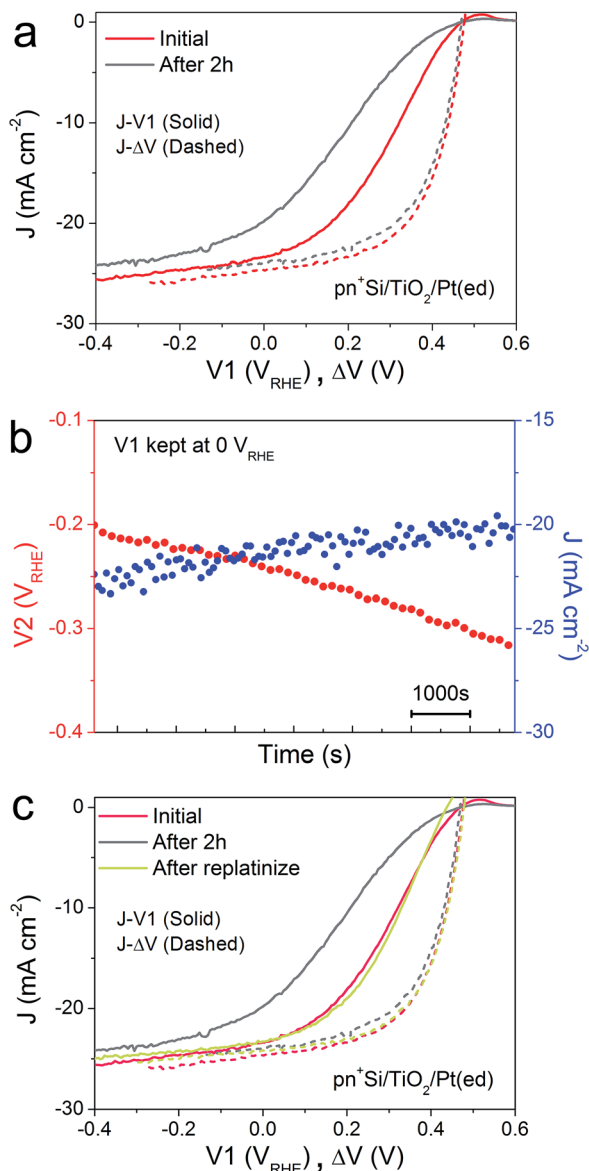 a
Initial
After 2h
J-V1 (Solid)
J-ΔV (Dashed)
pn⁺Si/TiO₂/Pt(ed)
J (mA cm⁻²)
0
-10
-20
-30
-0.4 -0.2 0.0 0.2 0.4 0.6
V1 (V_RHE) , ΔV (V)
b
V1 kept at 0 V_RHE
V2 (V_RHE)
-0.1
-0.2
-0.3
-0.4
J (mA cm⁻²)
-15
-20
-25
-30
1000s
Time (s)
c
Initial
After 2h
After replatinize
J-V1 (Solid)
J-ΔV (Dashed)
pn⁺Si/TiO₂/Pt(ed)
J (mA cm⁻²)
0
-10
-20
-30
-0.4 -0.2 0.0 0.2 0.4 0.6
V1 (V_RHE) , ΔV (V)